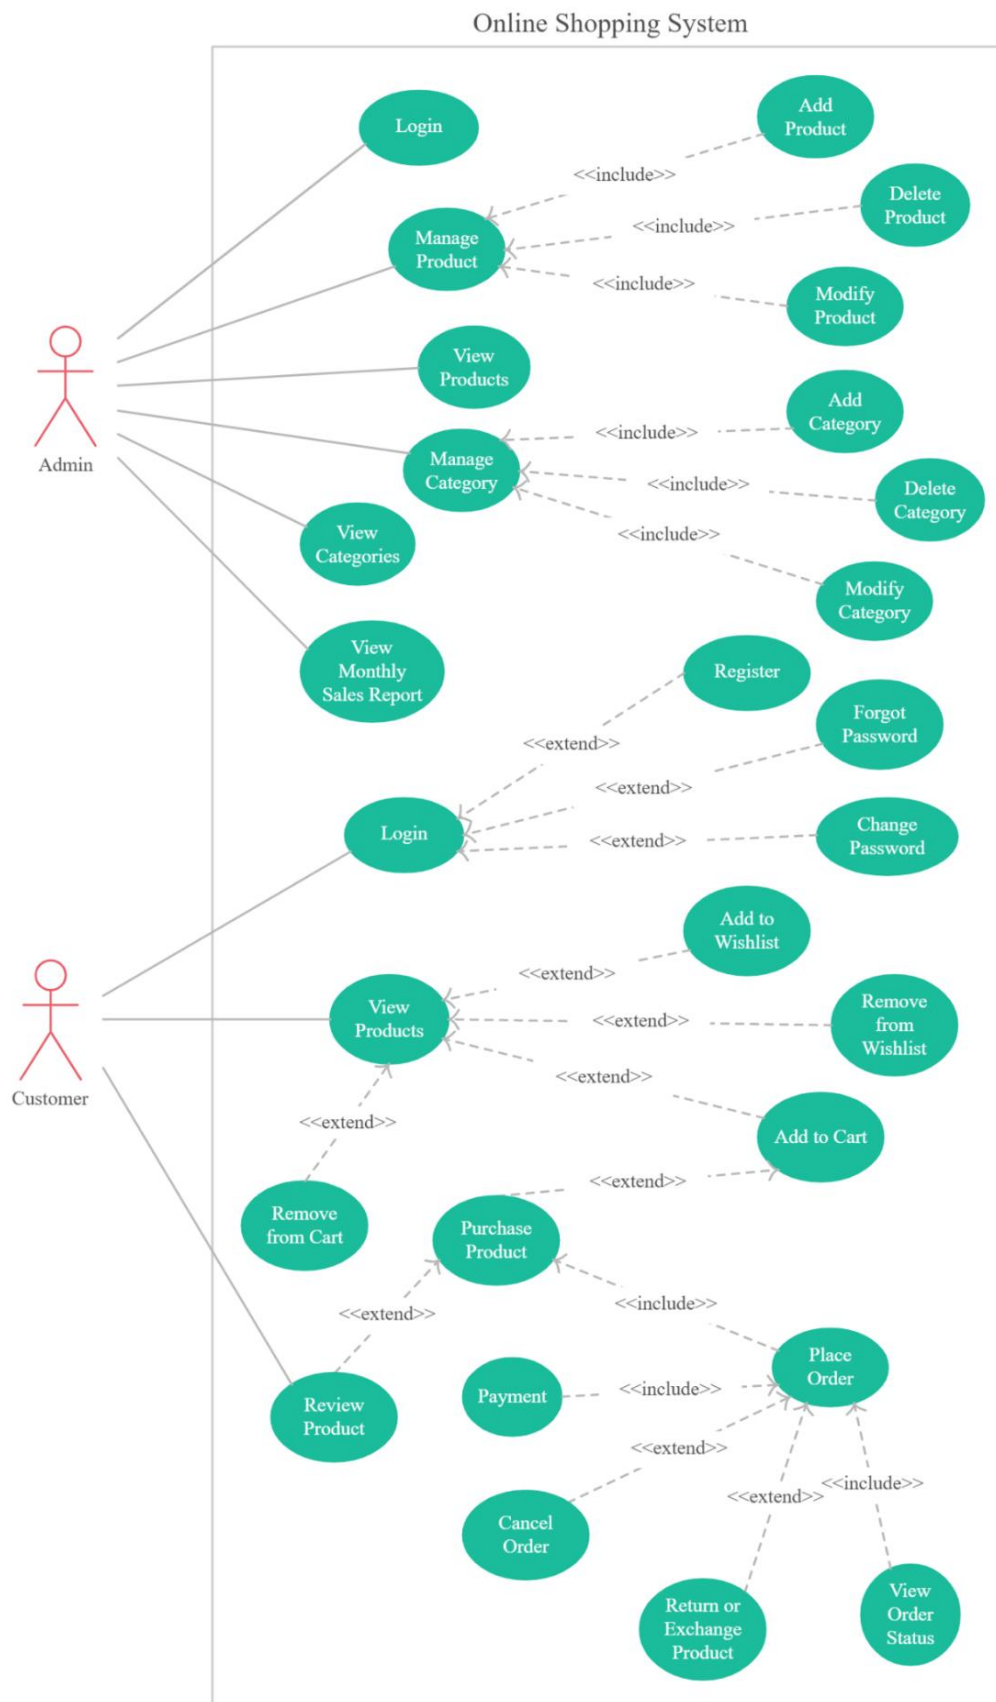 Online Shopping System
Login
Add
Product
<<include>>
Delete
Product
Manage
Product
<<include>>
<<include>>
Modify
Product
View
Products
Admin
Add
Category
<<include>>
Manage
Category
<<include>>
Delete
Category
<<include>>
View
Categories
Modify
Category
View
Monthly
Sales Report
Register
Forgot
Password
<<extend>>
<<extend>>
Login
<<extend>>
Change
Password
Add to
Wishlist
<<extend>>
View
Products
<<extend>>
Remove
from
Wishlist
Customer
<<extend>>
<<extend>>
Add to Cart
<<extend>>
Remove
from Cart
Purchase
Product
<<extend>>
<<include>>
Place
Order
Review
Product
Payment
<<include>>
<<extend>>
<<include>>
<<extend>>
Cancel
Order
Return or
Exchange
Product
View
Order
Status